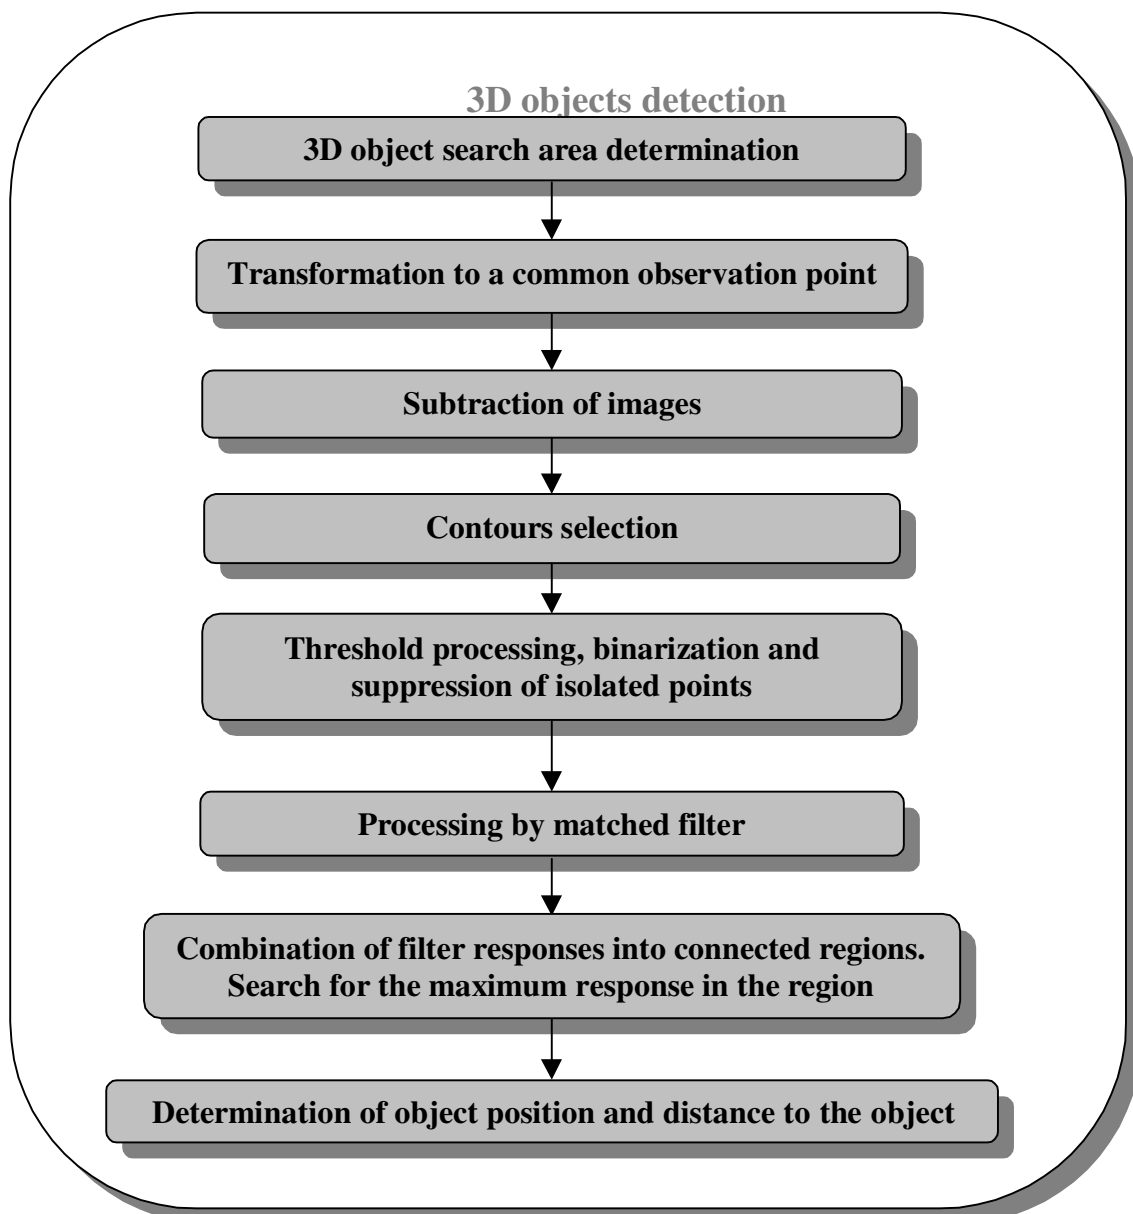 3D objects detection
3D object search area determination
Transformation to a common observation point
Subtraction of images
Contours selection
Threshold processing, binarization and
suppression of isolated points
Processing by matched filter
Combination of filter responses into connected regions.
Search for the maximum response in the region
Determination of object position and distance to the object